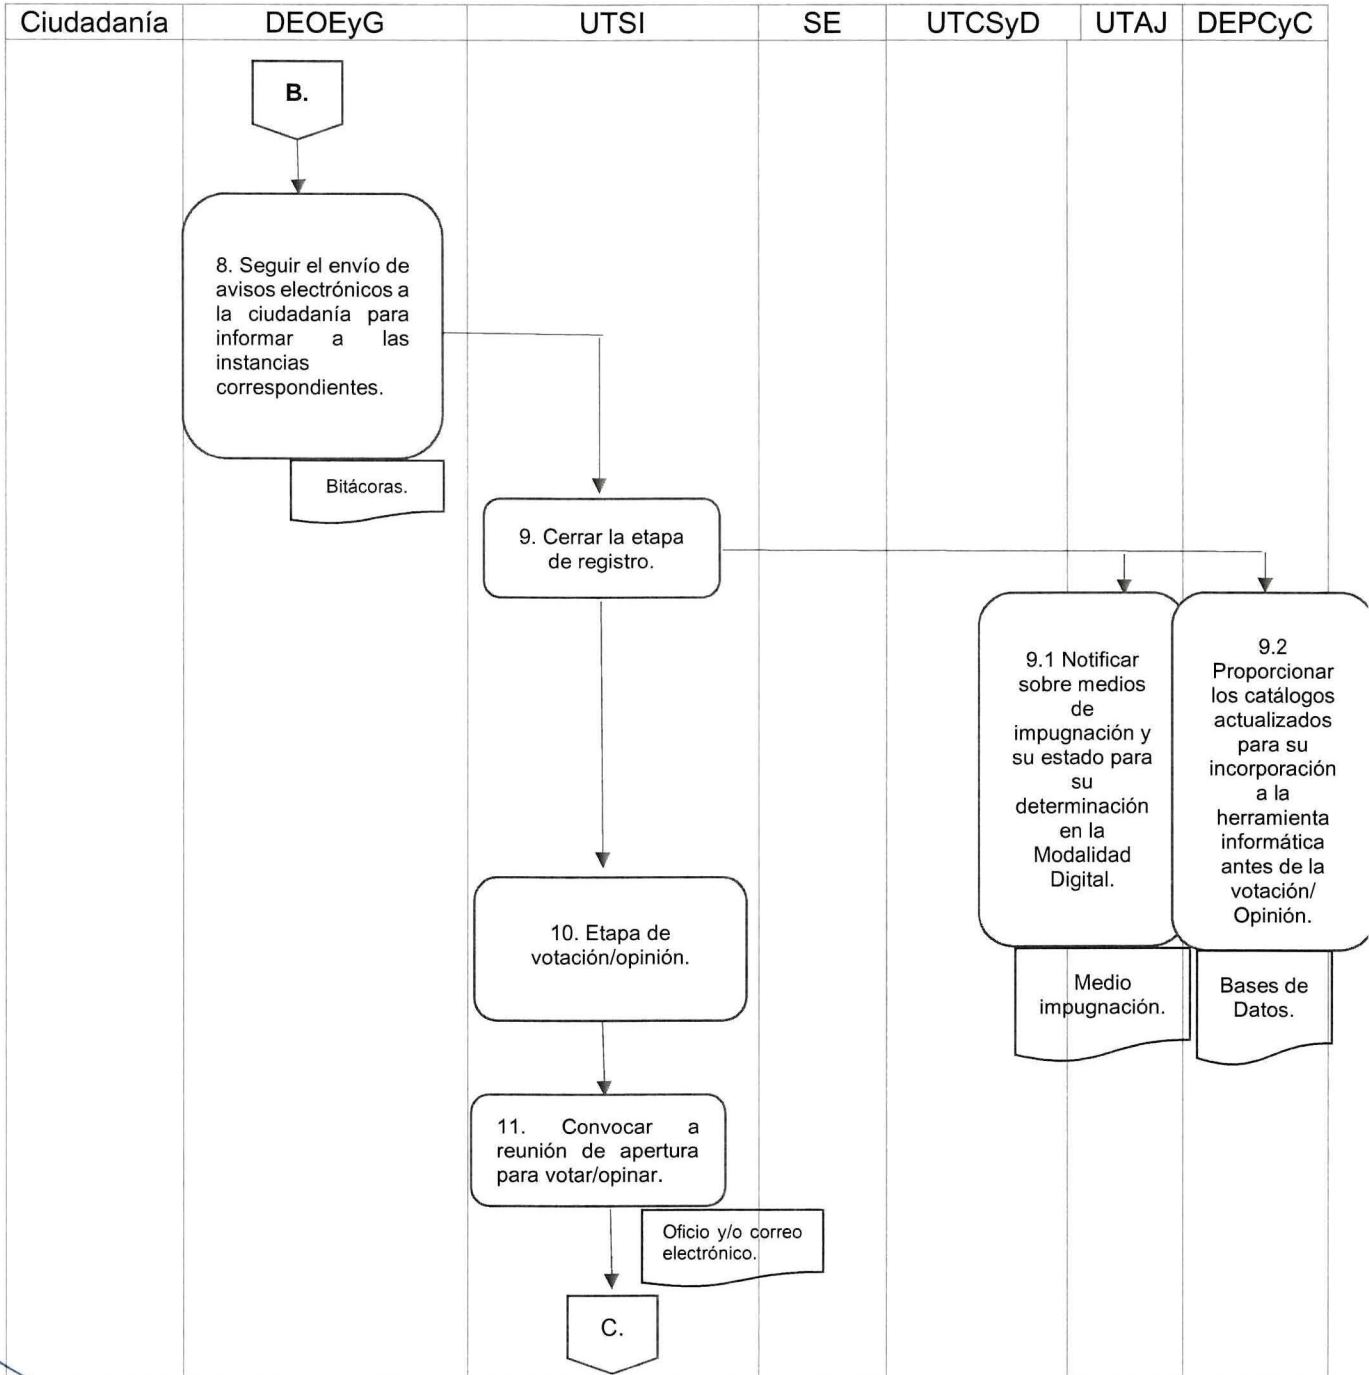 Ciudadanía DEOEyG UTSI SE UTCSyD UTAJ DEPCyC
B.
8. Seguir el envío de
avisos electrónicos a
la ciudadanía para
informar a las
instancias
correspondientes.
Bitácoras.
9. Cerrar la etapa
de registro.
9.1 Notificar
sobre medios
de
impugnación y
su estado para
su
determinación
en la
Modalidad
Digital.
Medio
impugnación.
9.2
Proporcionar
los catálogos
actualizados
para su
incorporación
a la
herramienta
informática
antes de la
votación/
Opinión.
Bases de
Datos.
10. Etapa de
votación/opinión.
11. Convocar a
reunión de apertura
para votar/opinar.
Oficio y/o correo
electrónico.
C.